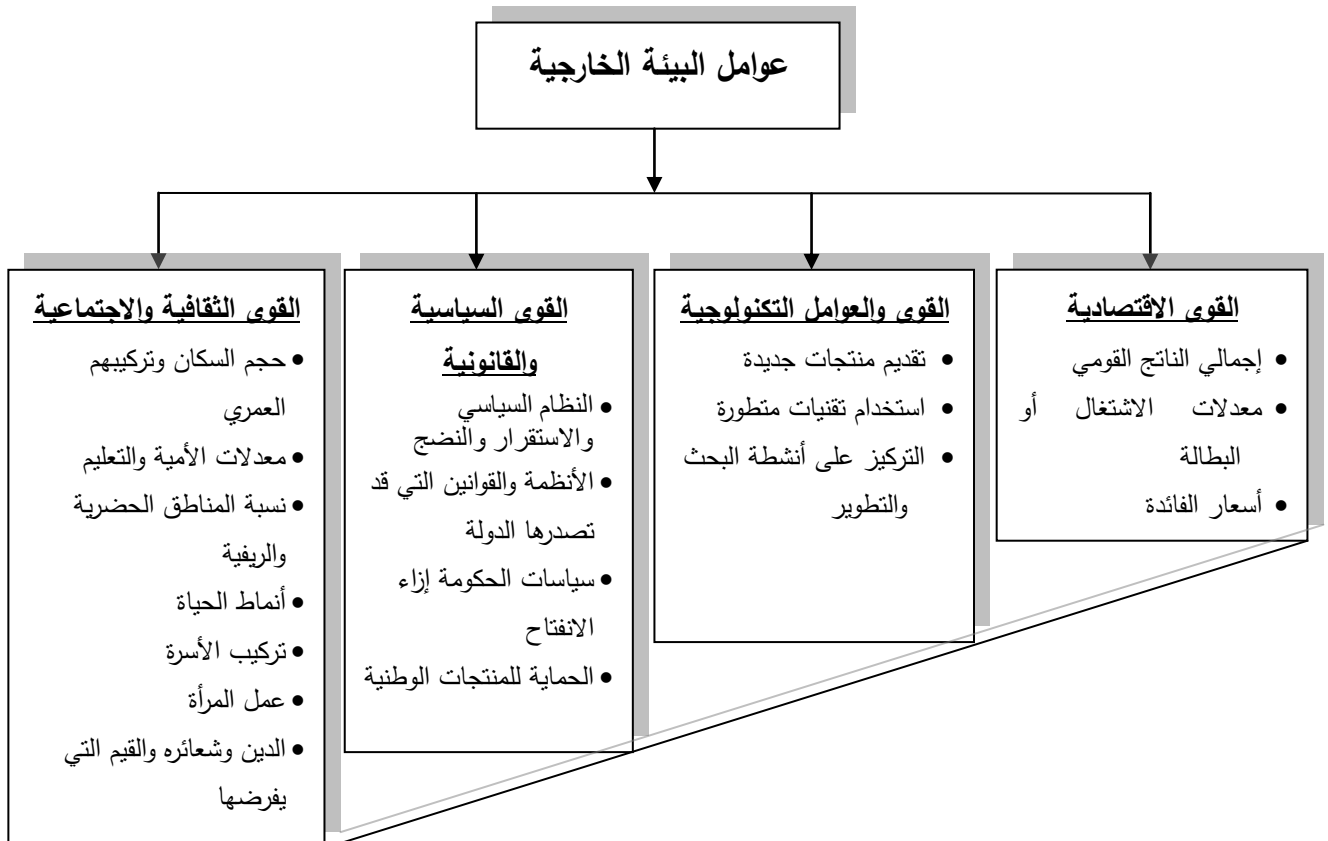 عوامل البيئة الخارجية
القوى الاقتصادية
• إجمالي الناتج القومي
• معدلات الاشتغال أو
البطالة
• أسعار الفائدة
القوى والعوامل التكنولوجية
• تقديم منتجات جديدة
• استخدام تقنيات متطورة
• التركيز على أنشطة البحث
والتطوير
القوى السياسية
والقانونية
• النظام السياسي
والاستقرار والنضج
• الأنظمة والقوانين التي قد
تصدرها الدولة
• سياسات الحكومة إزاء
الانفتاح
• الحماية للمنتجات الوطنية
القوى الثقافية والاجتماعية
• حجم السكان وتركيبهم
العمري
• معدلات الأمية والتعليم
• نسبة المناطق الحضرية
والريفية
• أنماط الحياة
• تركيب الأسرة
• عمل المرأة
• الدين وشعائره والقيم التي
يفرضها